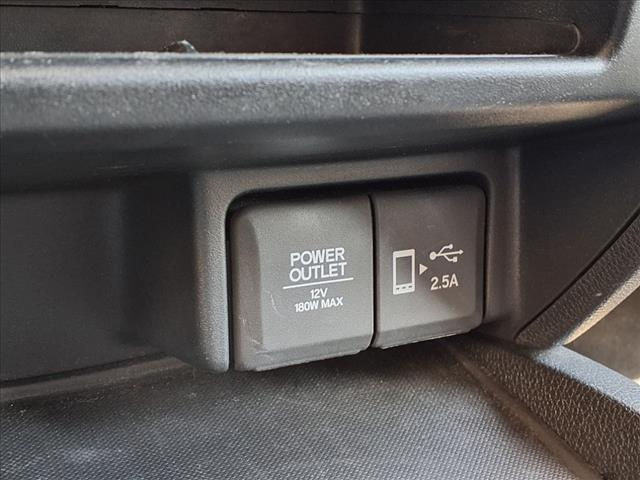 POWER
OUTLET
12V
180W MAX
2.5A